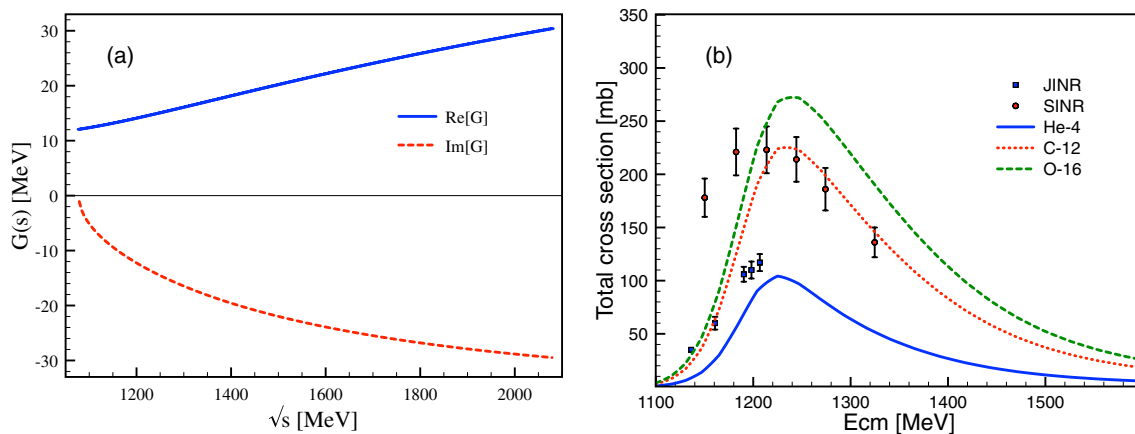 (a)
40
30
20
10
0
-10
-20
-30
G(s) [MeV]
Re[G]
Im[G]
1200
1400
1600
1800
2000
√s [MeV]
(b)
350
300
250
200
150
100
50
Total cross section [mb]
JINR
SINR
He-4
C-12
O-16
1100
1200
1300
1400
1500
Ecm [MeV]